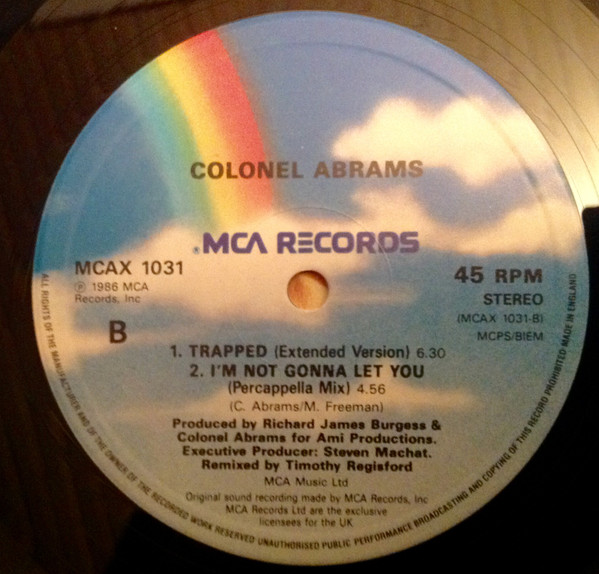 COLONEL ABRAMS
®MCA RECORDS
MCAX 1031
℗ 1986 MCA
Records, Inc
B
45 RPM
STEREO
(MCAX 1031-B)
MCPS/BIEM
1. TRAPPED (Extended Version) 6.30
2. I'M NOT GONNA LET YOU
(Percappella Mix) 4.56
(C. Abrams/M. Freeman)
Produced by Richard James Burgess &
Colonel Abrams for Ami Productions.
Executive Producer: Steven Machat.
Remixed by Timothy Regisford
MCA Music Ltd
Original sound recording made by MCA Records, Inc
MCA Records Ltd are the exclusive
licensees for the UK
ALL RIGHTS OF THE MANUFACTURER AND OF THE OWNER OF THE RECORDED WORK RESERVED UNAUTHORISED PUBLIC PERFORMANCE BROADCASTING AND COPYING OF THIS RECORD PROHIBITED MADE IN ENGLAND